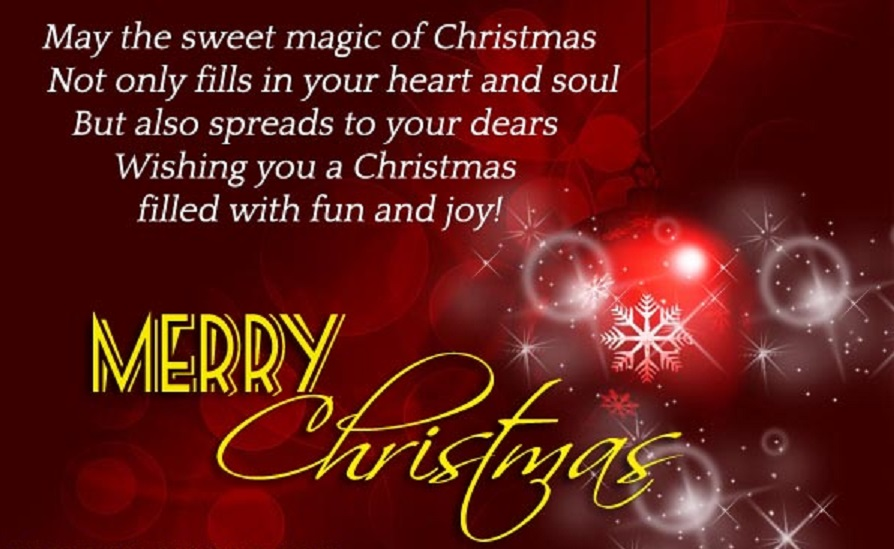 May the sweet magic of Christmas
Not only fills in your heart and soul
But also spreads to your dears
Wishing you a Christmas
filled with fun and joy!
MERRY
Christmas